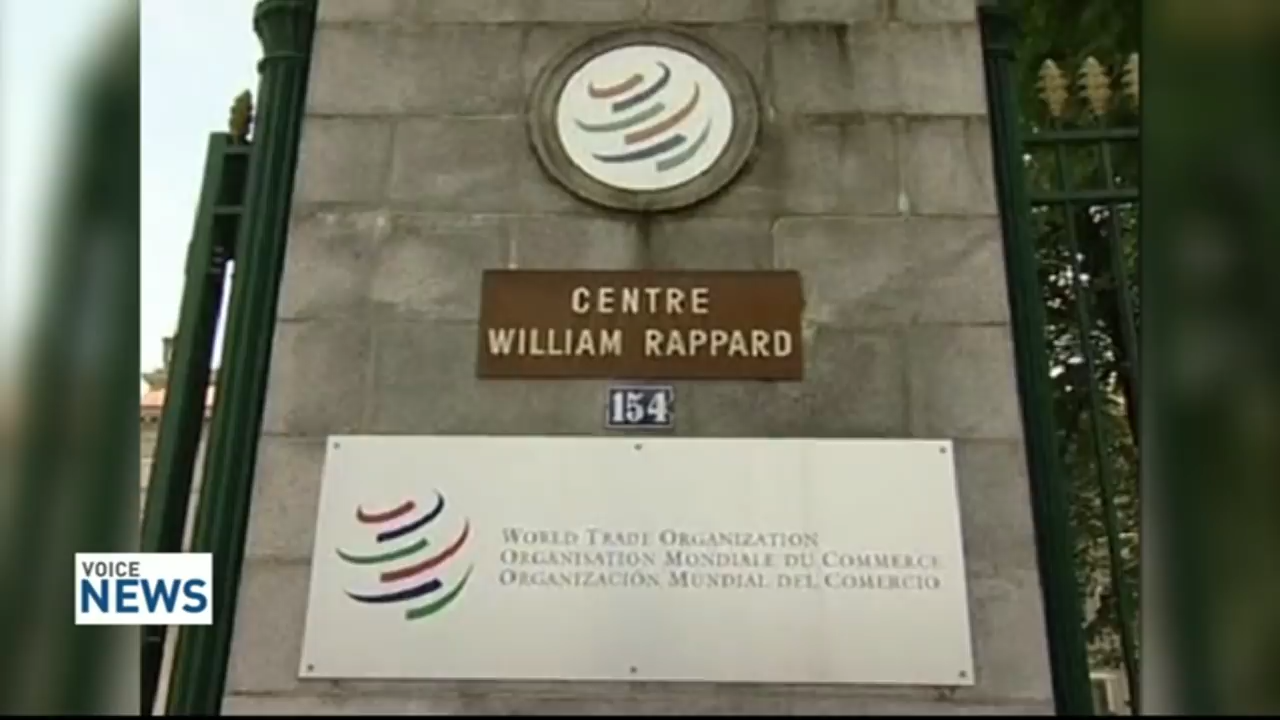 CENTRE
WILLIAM RAPPARD
154
WORLD TRADE ORGANIZATION
ORGANISATION MONDIALE DU COMMERCE
ORGANIZACIÓN MUNDIAL DEL COMERCIO
VOICE
NEWS